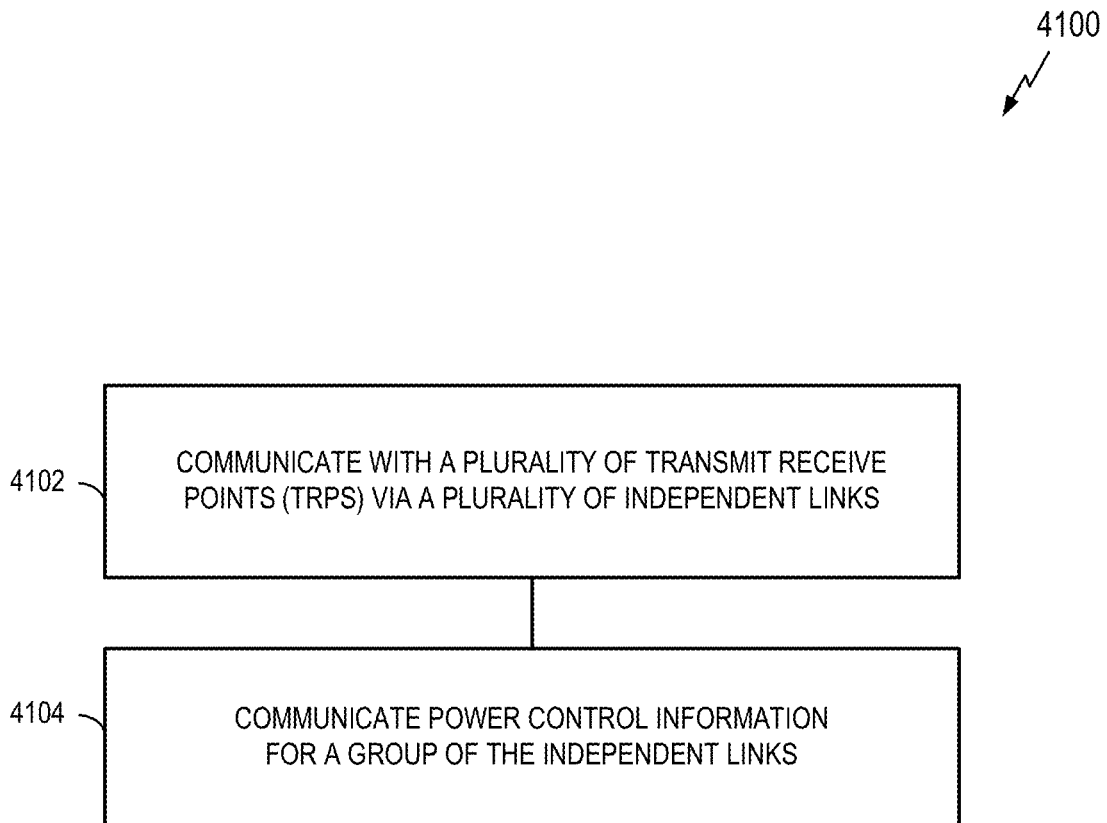 4100
4102
COMMUNICATE WITH A PLURALITY OF TRANSMIT RECEIVE
POINTS (TRPS) VIA A PLURALITY OF INDEPENDENT LINKS
4104
COMMUNICATE POWER CONTROL INFORMATION
FOR A GROUP OF THE INDEPENDENT LINKS